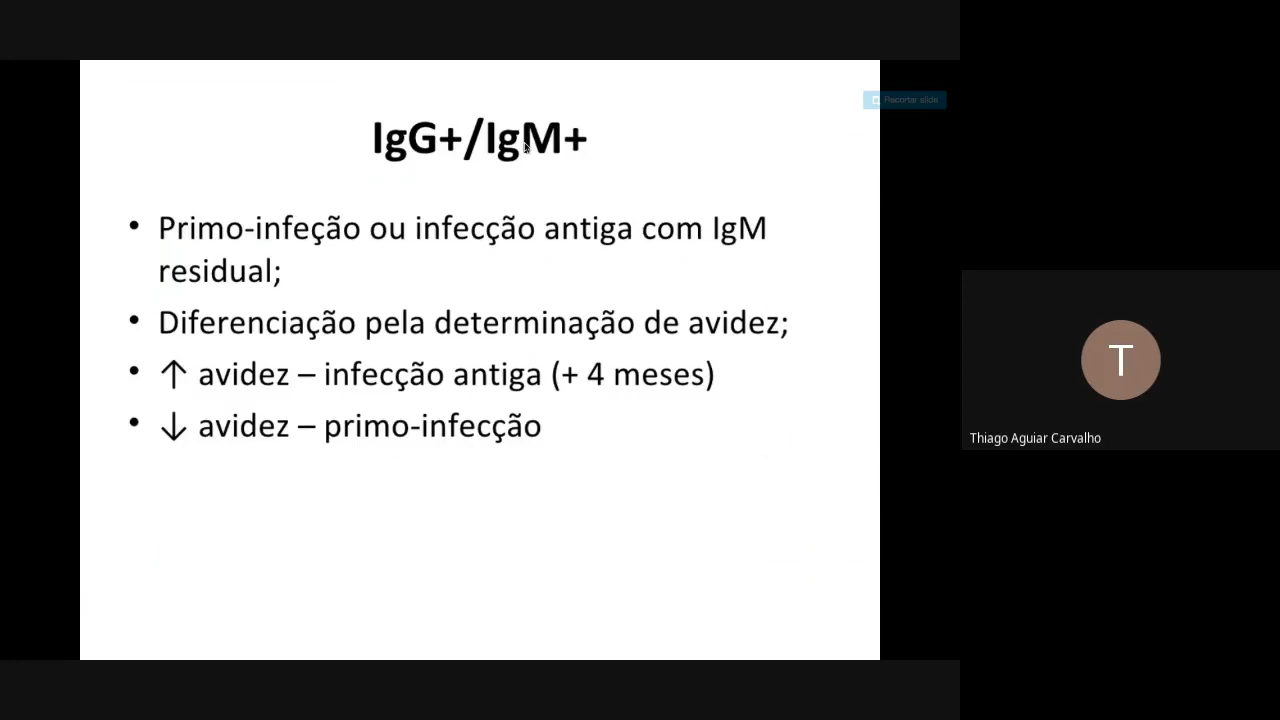 Recortar slide
IgG+/IgM+
• Primo-infeção ou infecção antiga com IgM
residual;
• Diferenciação pela determinação de avidez;
• ↑ avidez – infecção antiga (+ 4 meses)
• ↓ avidez – primo-infecção
T
Thiago Aguiar Carvalho